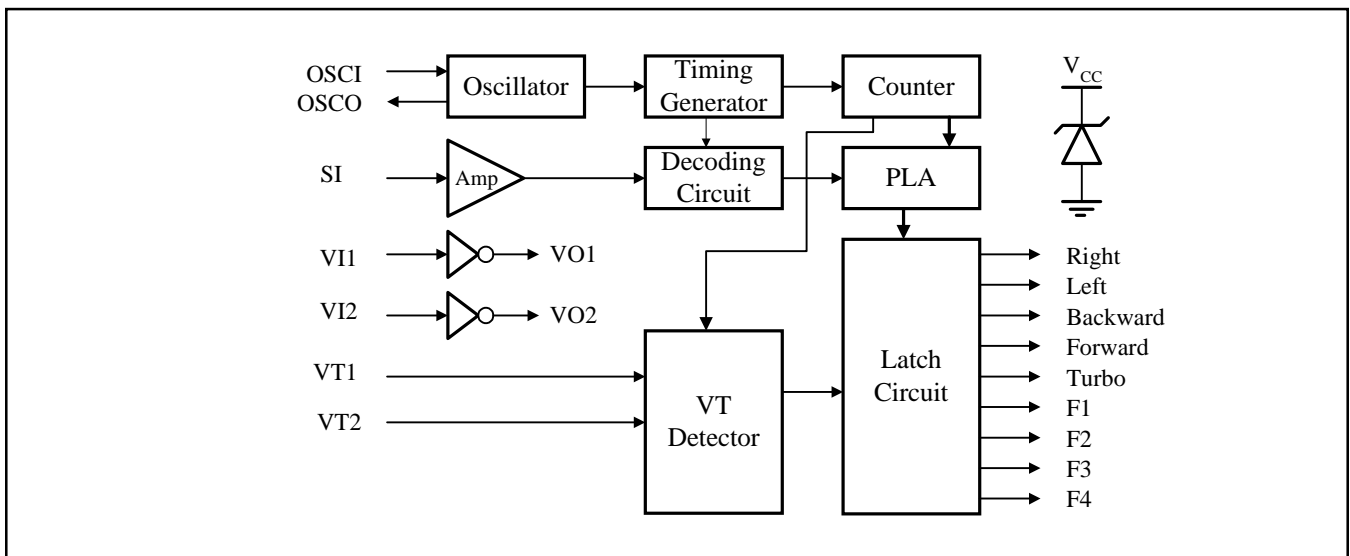 OSCI
OSCO
Oscillator
Timing
Generator
Counter
VCC
SI
Amp
Decoding
Circuit
PLA
VI1
VO1
VI2
VO2
VT1
VT2
VT
Detector
Latch
Circuit
Right
Left
Backward
Forward
Turbo
F1
F2
F3
F4